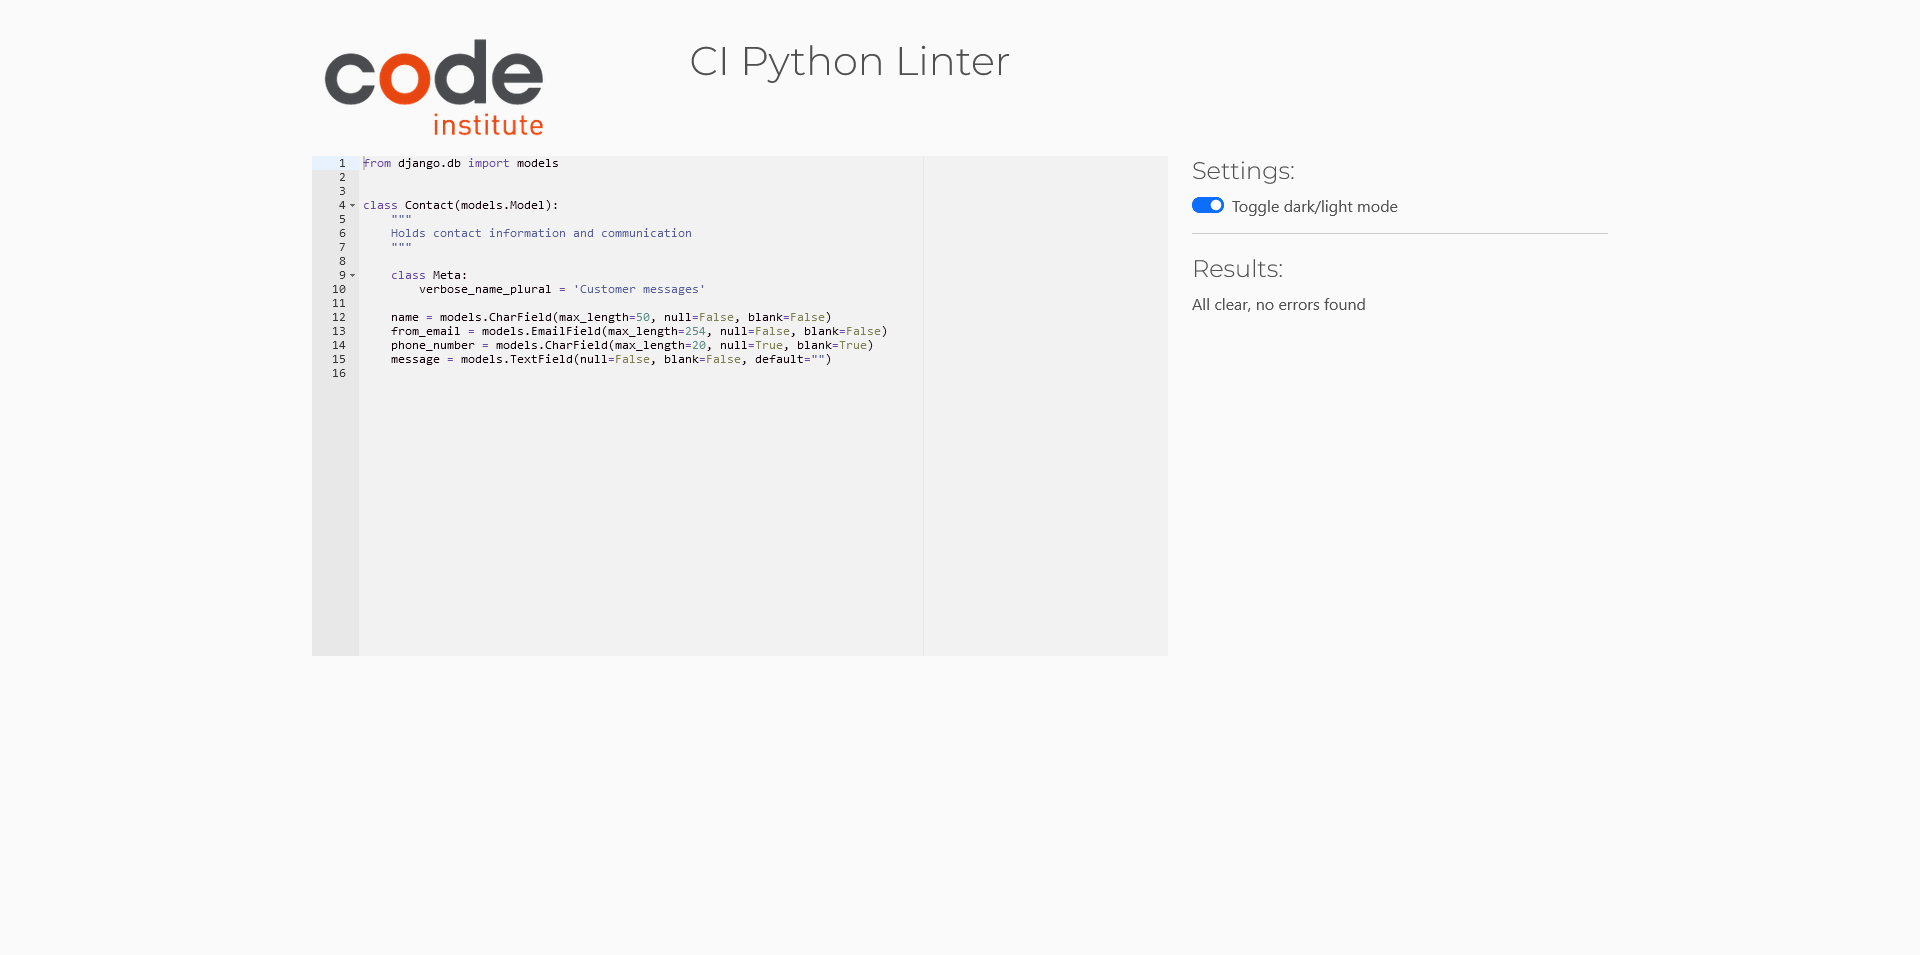 code
institute
CI Python Linter
1 from django.db import models
2
3
4 class Contact(models.Model):
5     """
6     Holds contact information and communication
7     """
8
9     class Meta:
10         verbose_name_plural = 'Customer messages'
11
12     name = models.CharField(max_length=50, null=False, blank=False)
13     from_email = models.EmailField(max_length=254, null=False, blank=False)
14     phone_number = models.CharField(max_length=20, null=True, blank=True)
15     message = models.TextField(null=False, blank=False, default="")
16
Settings:
Toggle dark/light mode
Results:
All clear, no errors found